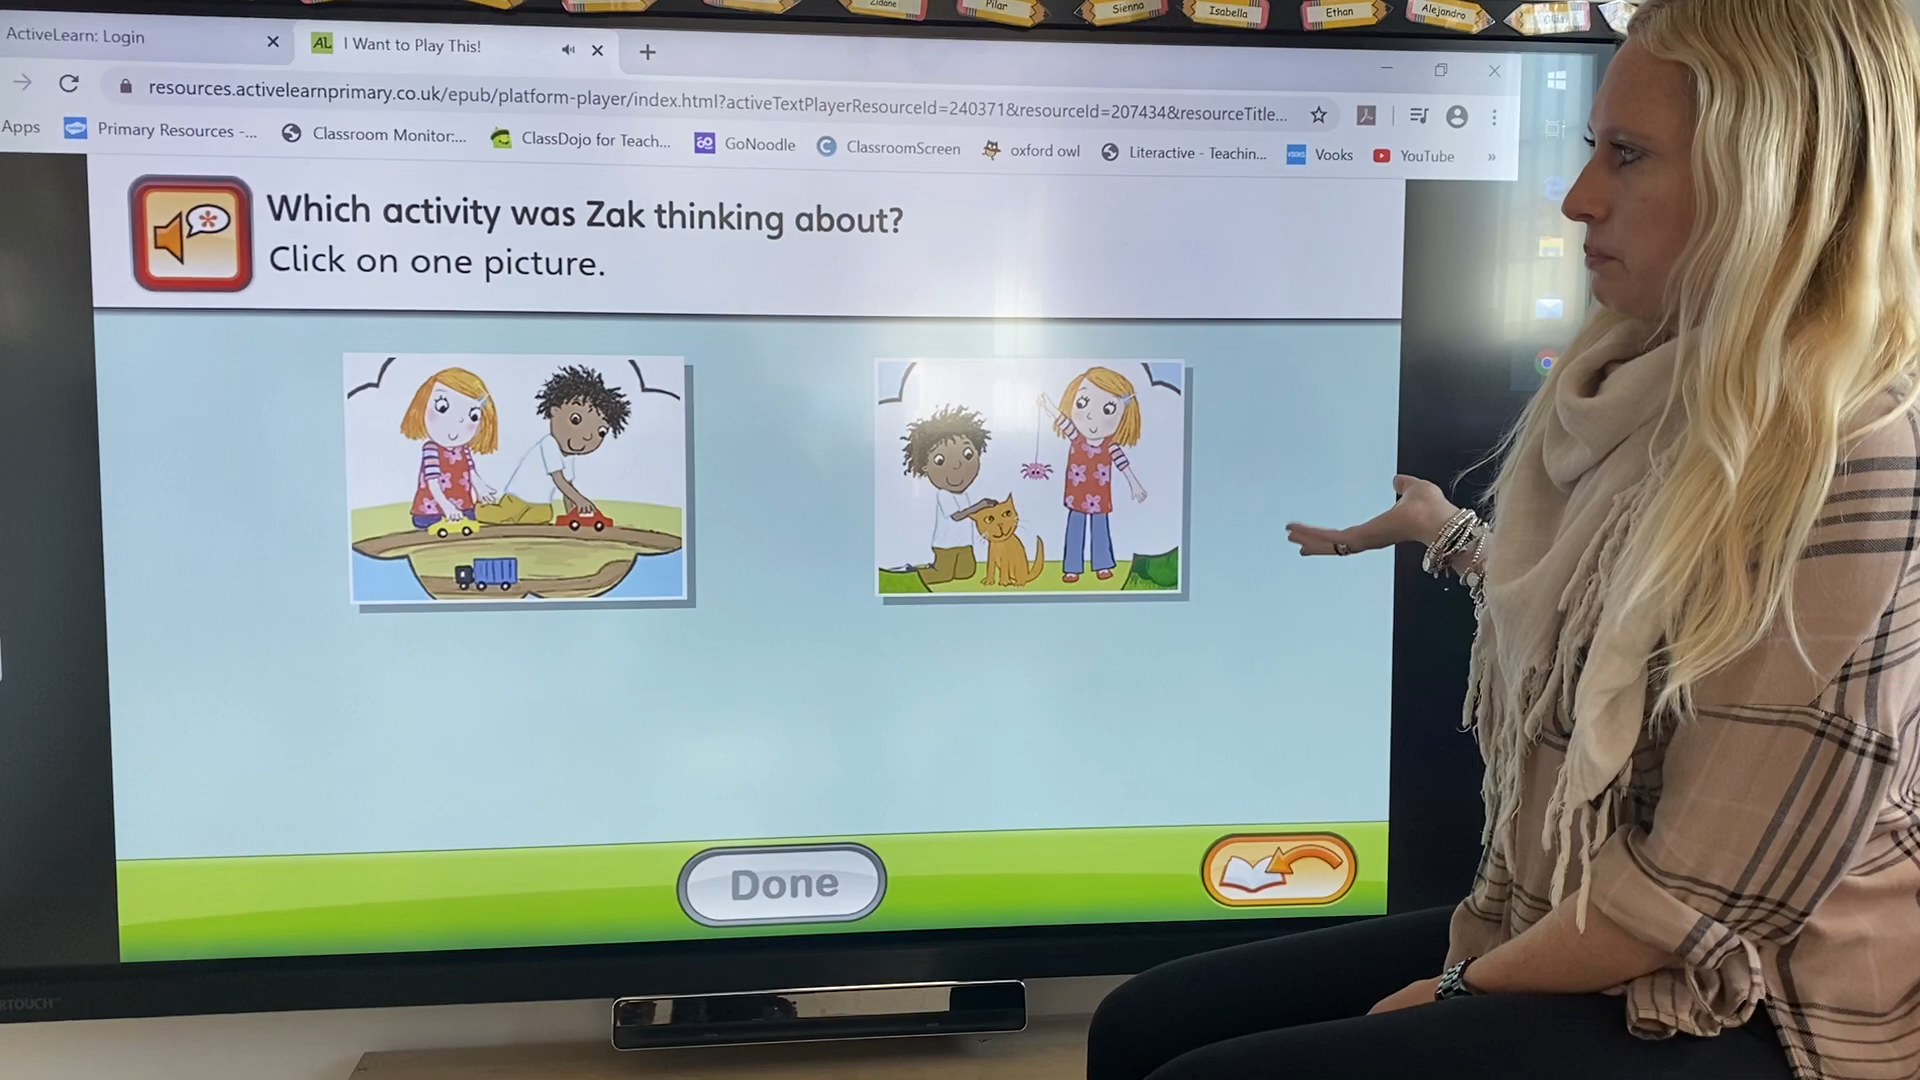 Zidane
Pilar
Sienna
Isabella
Ethan
Alejandro
ActiveLearn: Login
AL I Want to Play This!
resources.activelearnprimary.co.uk/epub/platform-player/index.html?activeTextPlayerResourceId=240371&resourceId=207434&resourceTitle...
Apps Primary Resources -... Classroom Monitor:... ClassDojo for Teach... GoNoodle ClassroomScreen oxford owl Literactive - Teachin... Vooks YouTube »
Which activity was Zak thinking about?
Click on one picture.
Done